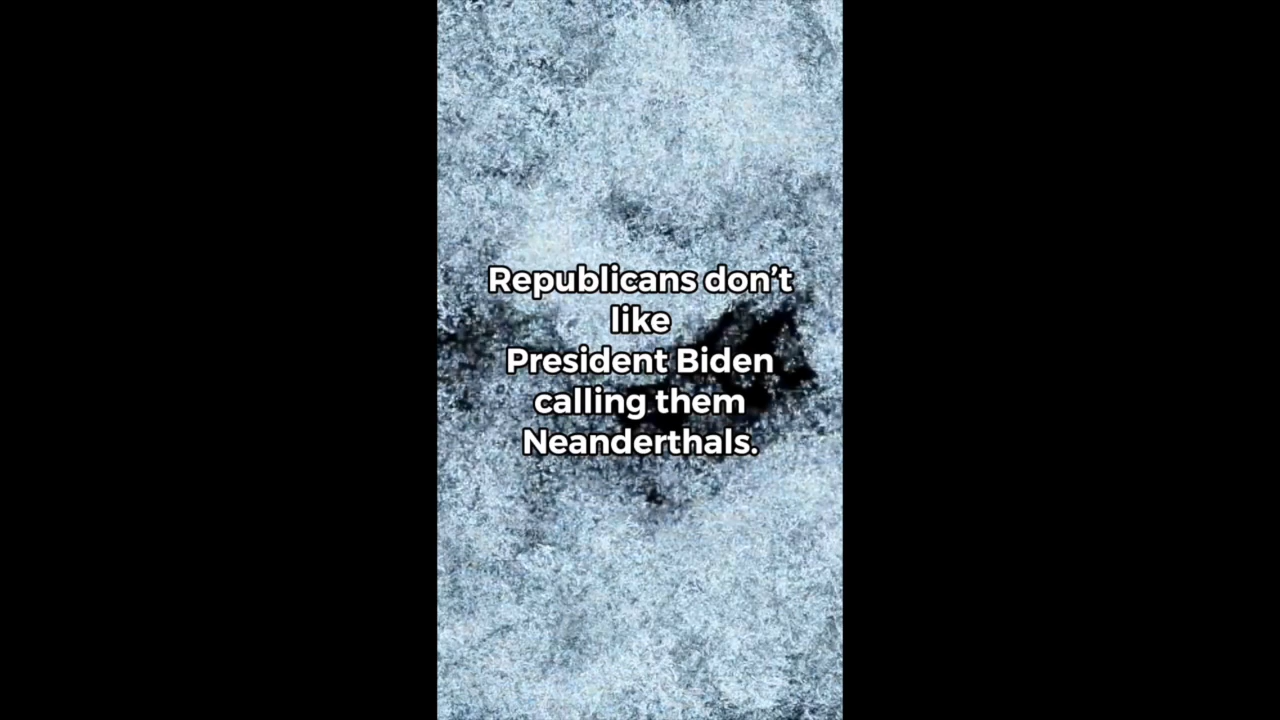 Republicans don’t
like
President Biden
calling them
Neanderthals.